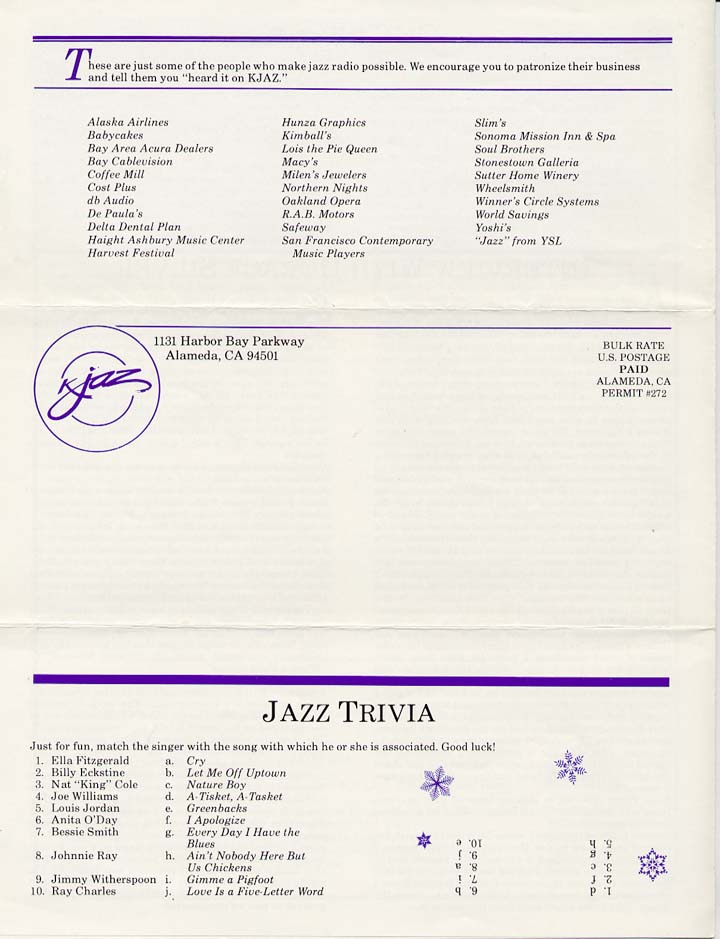 These are just some of the people who make jazz radio possible. We encourage you to patronize their business
and tell them you "heard it on KJAZ."
Alaska Airlines
Babycakes
Bay Area Acura Dealers
Bay Cablevision
Coffee Mill
Cost Plus
db Audio
De Paula's
Delta Dental Plan
Haight Ashbury Music Center
Harvest Festival
Hunza Graphics
Kimball's
Lois the Pie Queen
Macy's
Milen's Jewelers
Northern Nights
Oakland Opera
R.A.B. Motors
Safeway
San Francisco Contemporary
Music Players
Slim's
Sonoma Mission Inn & Spa
Soul Brothers
Stonestown Galleria
Sutter Home Winery
Wheelsmith
Winner's Circle Systems
World Savings
Yoshi's
"Jazz" from YSL
kjaz
1131 Harbor Bay Parkway
Alameda, CA 94501
BULK RATE
U.S. POSTAGE
PAID
ALAMEDA, CA
PERMIT #272
JAZZ TRIVIA
Just for fun, match the singer with the song with which he or she is associated. Good luck!
1. Ella Fitzgerald a. Cry
2. Billy Eckstine b. Let Me Off Uptown
3. Nat "King" Cole c. Nature Boy
4. Joe Williams d. A-Tisket, A-Tasket
5. Louis Jordan e. Greenbacks
6. Anita O'Day f. I Apologize
7. Bessie Smith g. Every Day I Have the
Blues
8. Johnnie Ray h. Ain't Nobody Here But
Us Chickens
9. Jimmy Witherspoon i. Gimme a Pigfoot
10. Ray Charles j. Love Is a Five-Letter Word
1. d
2. f
3. c
4. g
5. h
6. b
7. i
8. a
9. j
10. e